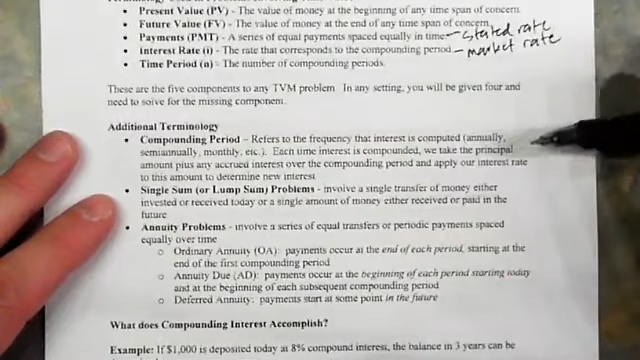 Present Value (PV) - The value of money at the beginning of any time span of concern.
• Future Value (FV) - The value of money at the end of any time span of concern.
• Payments (PMT) - A series of equal payments spaced equally in time - stated rate
• Interest Rate (i) - The rate that corresponds to the compounding period - market rate
• Time Period (n) - The number of compounding periods.
These are the five components to any TVM problem. In any setting, you will be given four and
need to solve for the missing component.
Additional Terminology
• Compounding Period – Refers to the frequency that interest is computed (annually,
semiannually, monthly, etc.). Each time interest is compounded, we take the principal
amount plus any accrued interest over the compounding period and apply our interest rate
to this amount to determine new interest
• Single Sum (or Lump Sum) Problems - involve a single transfer of money either
invested or received today or a single amount of money either received or paid in the
future
• Annuity Problems - involve a series of equal transfers or periodic payments spaced
equally over time
o Ordinary Annuity (OA): payments occur at the end of each period, starting at the
end of the first compounding period
o Annuity Due (AD): payments occur at the beginning of each period starting today
and at the beginning of each subsequent compounding period
o Deferred Annuity: payments start at some point in the future
What does Compounding Interest Accomplish?
Example: If $1,000 is deposited today at 8% compound interest, the balance in 3 years can be